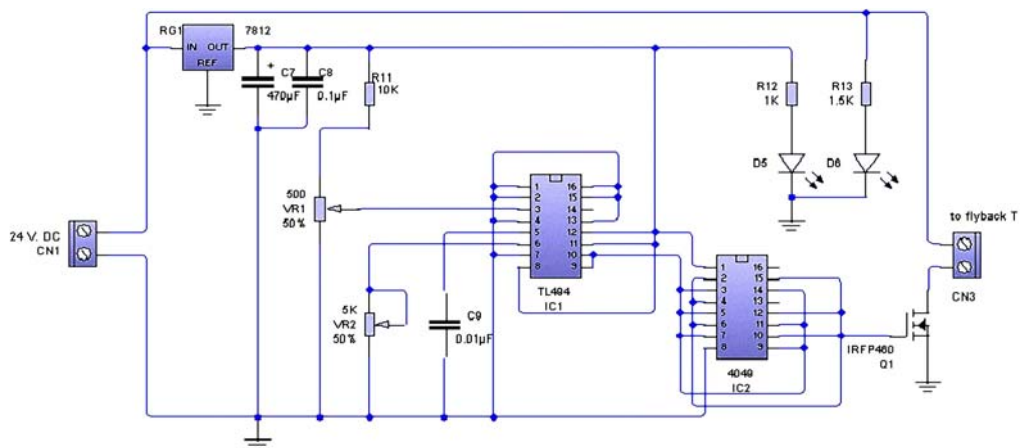 RG1
7812
IN OUT
REF
+
C7
470µF
C8
0.1µF
R11
10K
R12
1K
R13
1.5K
D5
D6
24 V. DC
CN1
500
VR1
50%
5K
VR2
50%
C9
0.01µF
1 16
2 15
3 14
4 13
5 12
6 11
7 10
8 9
TL494
IC1
1 16
2 15
3 14
4 13
5 12
6 11
7 10
8 9
4049
IC2
IRFP460
Q1
to flyback T
CN3